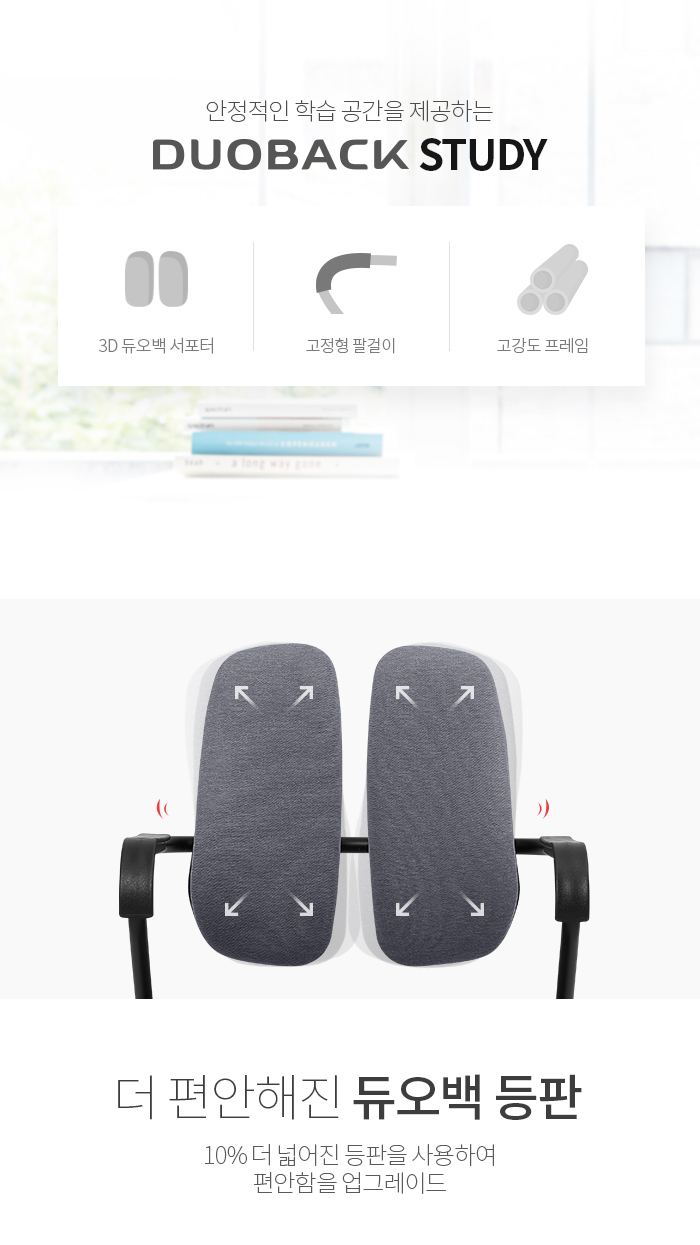 안정적인 학습 공간을 제공하는
DUOBACK STUDY
3D 듀오백 서포터
고정형 팔걸이
고강도 프레임
a long way gone
더 편안해진 듀오백 등판
10% 더 넓어진 등판을 사용하여
편안함을 업그레이드